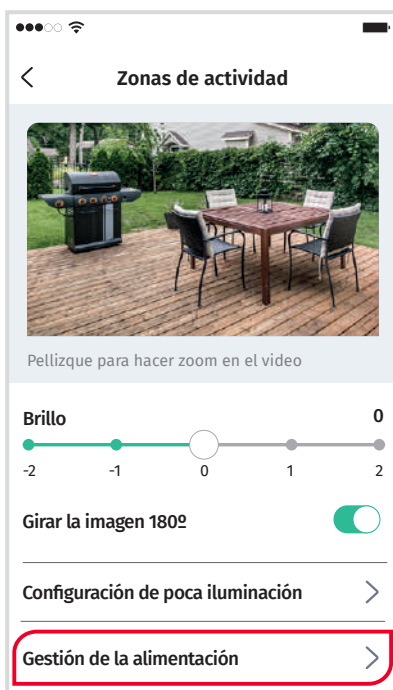 Zonas de actividad
Pellizque para hacer zoom en el video
Brillo 0
-2 -1 0 1 2
Girar la imagen 180º
Configuración de poca iluminación
Gestión de la alimentación